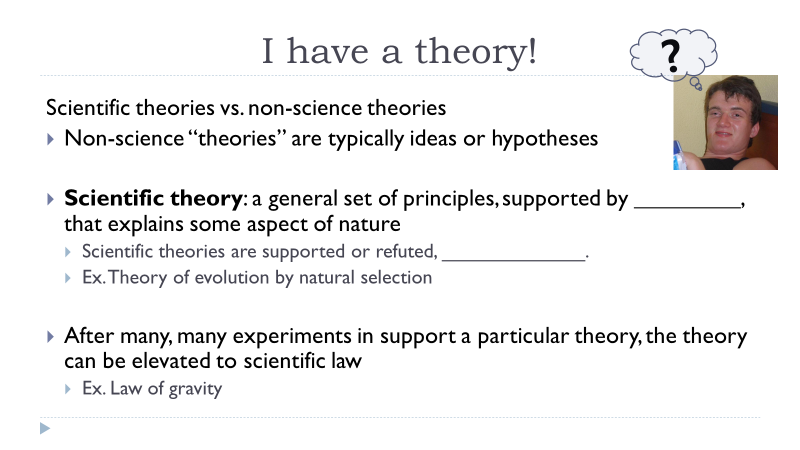 I have a theory!
?
Scientific theories vs. non-science theories
Non-science “theories” are typically ideas or hypotheses
Scientific theory: a general set of principles, supported by _________,
that explains some aspect of nature
Scientific theories are supported or refuted, ______________.
Ex. Theory of evolution by natural selection
After many, many experiments in support a particular theory, the theory
can be elevated to scientific law
Ex. Law of gravity